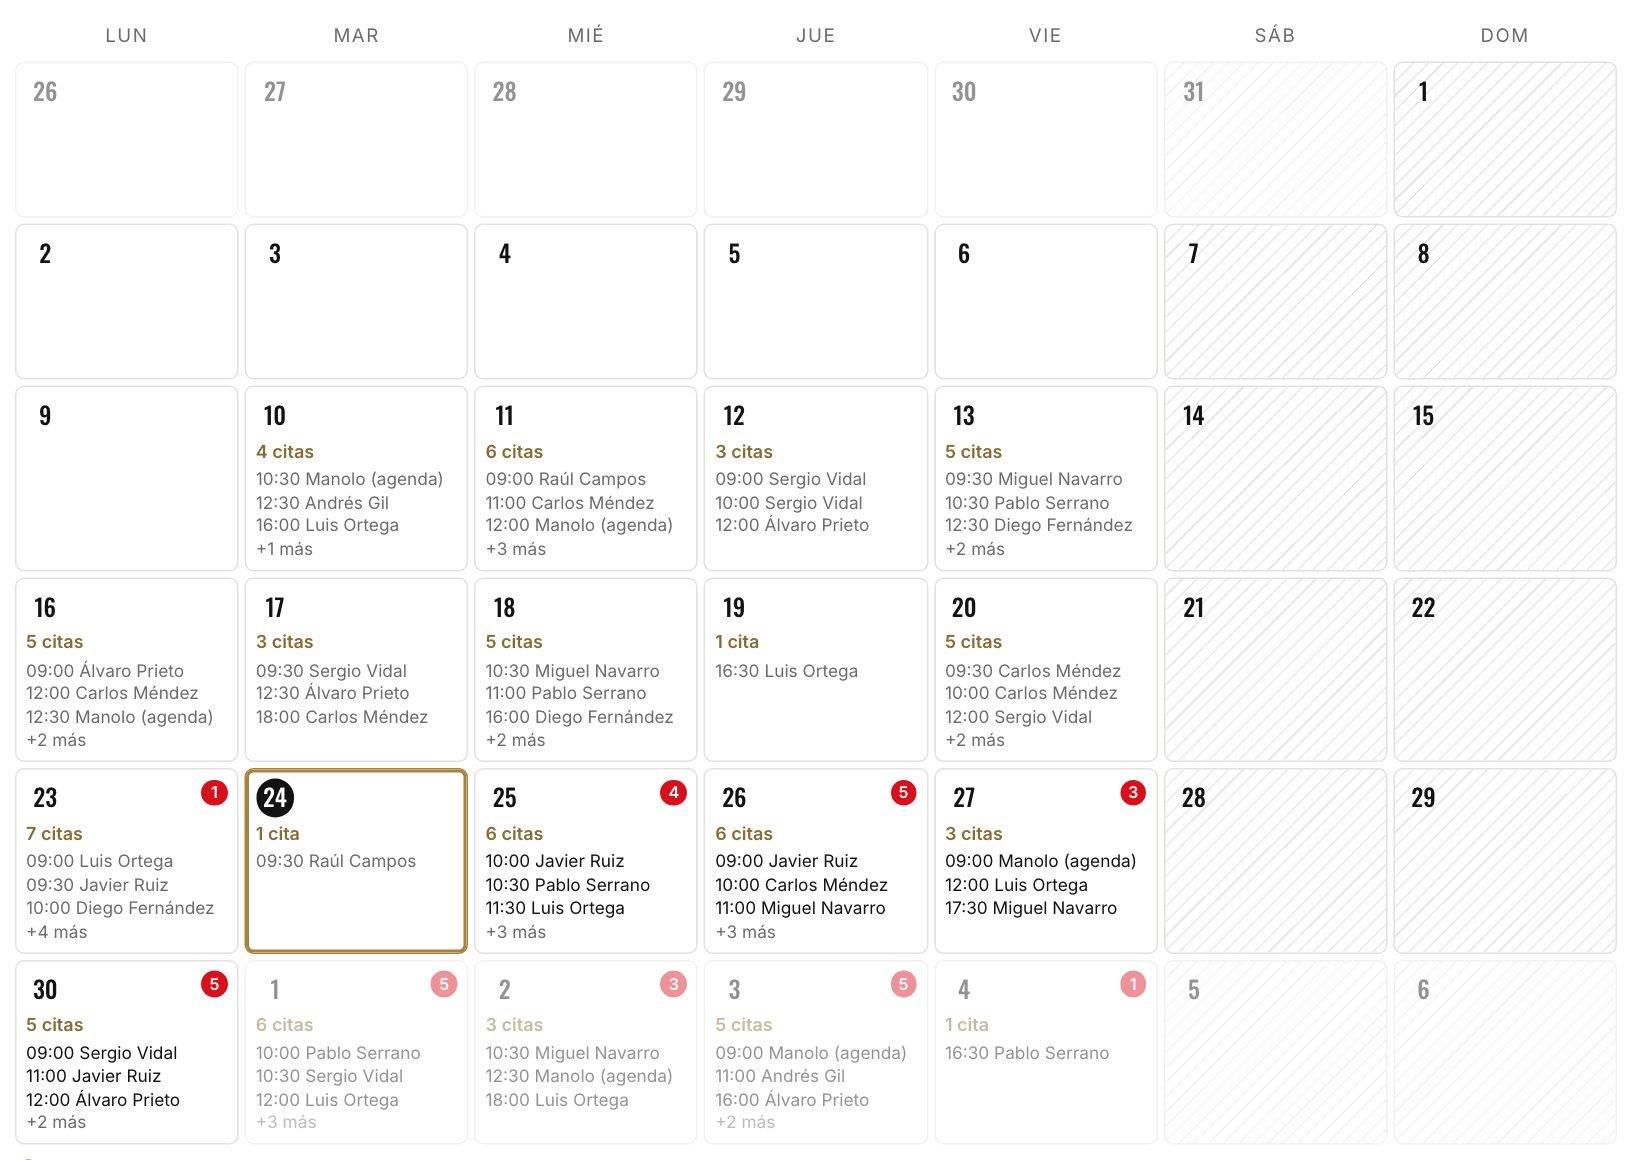 LUN MAR MIÉ JUE VIE SÁB DOM
26 27 28 29 30 31 1
2 3 4 5 6 7 8
9
10
4 citas
10:30 Manolo (agenda)
12:30 Andrés Gil
16:00 Luis Ortega
+1 más
11
6 citas
09:00 Raúl Campos
11:00 Carlos Méndez
12:00 Manolo (agenda)
+3 más
12
3 citas
09:00 Sergio Vidal
10:00 Sergio Vidal
12:00 Álvaro Prieto
13
5 citas
09:30 Miguel Navarro
10:30 Pablo Serrano
12:30 Diego Fernández
+2 más
14
15
16
5 citas
09:00 Álvaro Prieto
12:00 Carlos Méndez
12:30 Manolo (agenda)
+2 más
17
3 citas
09:30 Sergio Vidal
12:30 Álvaro Prieto
18:00 Carlos Méndez
18
5 citas
10:30 Miguel Navarro
11:00 Pablo Serrano
16:00 Diego Fernández
+2 más
19
1 cita
16:30 Luis Ortega
20
5 citas
09:30 Carlos Méndez
10:00 Carlos Méndez
12:00 Sergio Vidal
+2 más
21
22
23 1
7 citas
09:00 Luis Ortega
09:30 Javier Ruiz
10:00 Diego Fernández
+4 más
24
1 cita
09:30 Raúl Campos
25 4
6 citas
10:00 Javier Ruiz
10:30 Pablo Serrano
11:30 Luis Ortega
+3 más
26 5
6 citas
09:00 Javier Ruiz
10:00 Carlos Méndez
11:00 Miguel Navarro
+3 más
27 3
3 citas
09:00 Manolo (agenda)
12:00 Luis Ortega
17:30 Miguel Navarro
28
29
30 5
5 citas
09:00 Sergio Vidal
11:00 Javier Ruiz
12:00 Álvaro Prieto
+2 más
1 5
6 citas
10:00 Pablo Serrano
10:30 Sergio Vidal
12:00 Luis Ortega
+3 más
2 3
3 citas
10:30 Miguel Navarro
12:30 Manolo (agenda)
18:00 Luis Ortega
3 5
5 citas
09:00 Manolo (agenda)
11:00 Andrés Gil
16:00 Álvaro Prieto
+2 más
4 1
1 cita
16:30 Pablo Serrano
5
6